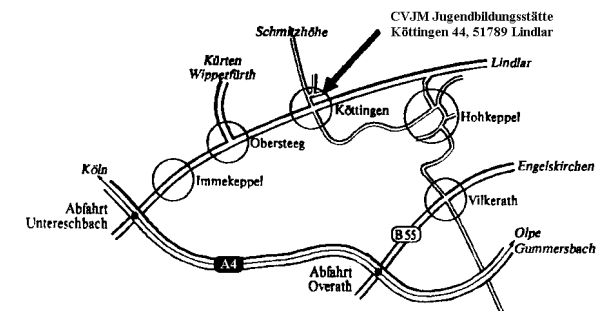 CVJM Jugendbildungsstätte
Köttingen 44, 51789 Lindlar
Schmitzhöhe
Kürten
Wipperfürth
Lindlar
Köttingen
Hohkeppel
Obersteeg
Immekeppel
Engelskirchen
Köln
Vilkerath
Abfahrt
Untereschbach
B 55
Olpe
Gummersbach
A4
Abfahrt
Overath